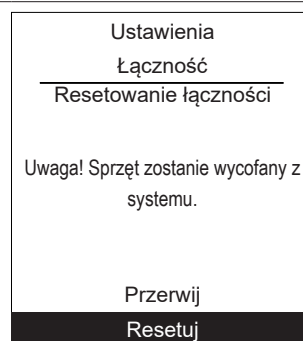 Ustawienia
Łączność
Resetowanie łączności
Uwaga! Sprzęt zostanie wycofany z
systemu.
Przerwij
Resetuj